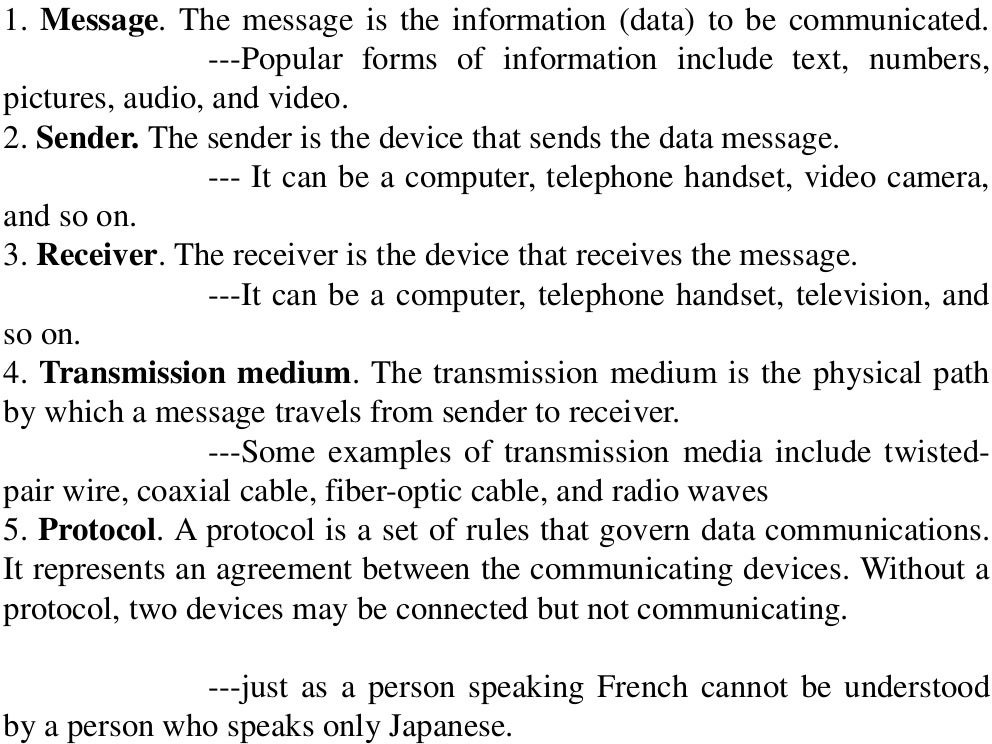 1. Message. The message is the information (data) to be communicated.
---Popular forms of information include text, numbers,
pictures, audio, and video.
2. Sender. The sender is the device that sends the data message.
--- It can be a computer, telephone handset, video camera,
and so on.
3. Receiver. The receiver is the device that receives the message.
---It can be a computer, telephone handset, television, and
so on.
4. Transmission medium. The transmission medium is the physical path
by which a message travels from sender to receiver.
---Some examples of transmission media include twisted-
pair wire, coaxial cable, fiber-optic cable, and radio waves
5. Protocol. A protocol is a set of rules that govern data communications.
It represents an agreement between the communicating devices. Without a
protocol, two devices may be connected but not communicating.
---just as a person speaking French cannot be understood
by a person who speaks only Japanese.